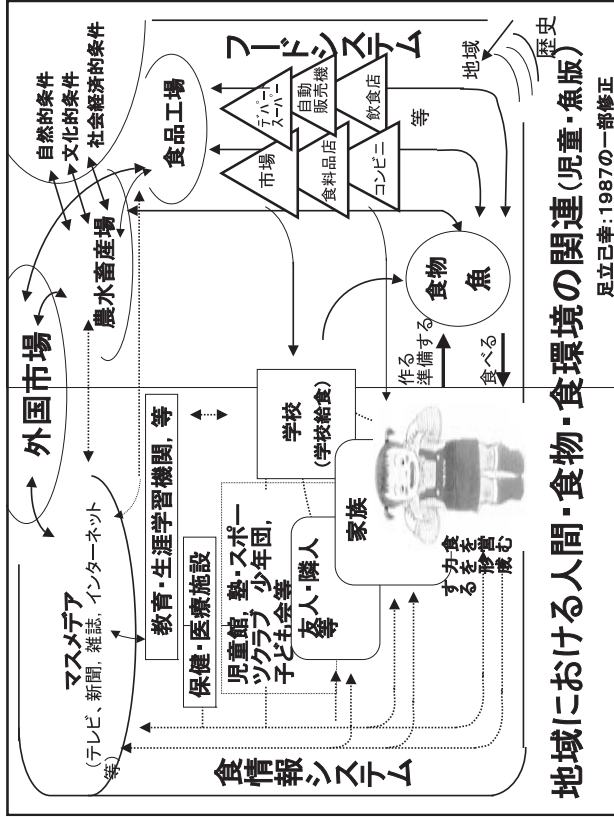 外国市場
自然的条件
文化的条件
社会経済的条件
農水畜産場
食品工場
フードシステム
市場
デパート
スーパー
食料品店
自動
販売機
コンビニ
飲食店
等
地域
歴史
マスメデア
(テレビ、新聞, 雑誌, インターネット
等)
教育・生涯学習機関, 等
保健・医療施設
児童館, 塾・スポー
ツクラブ 少年団,
子ども会等
友人・隣人
等
学校
(学校給食)
家族
作る
準備する
食べる
食物
魚
食を営む
力を形成
する
食情報システム
地域における人間・食物・食環境の関連(児童・魚版)
足立己幸:1987の一部修正